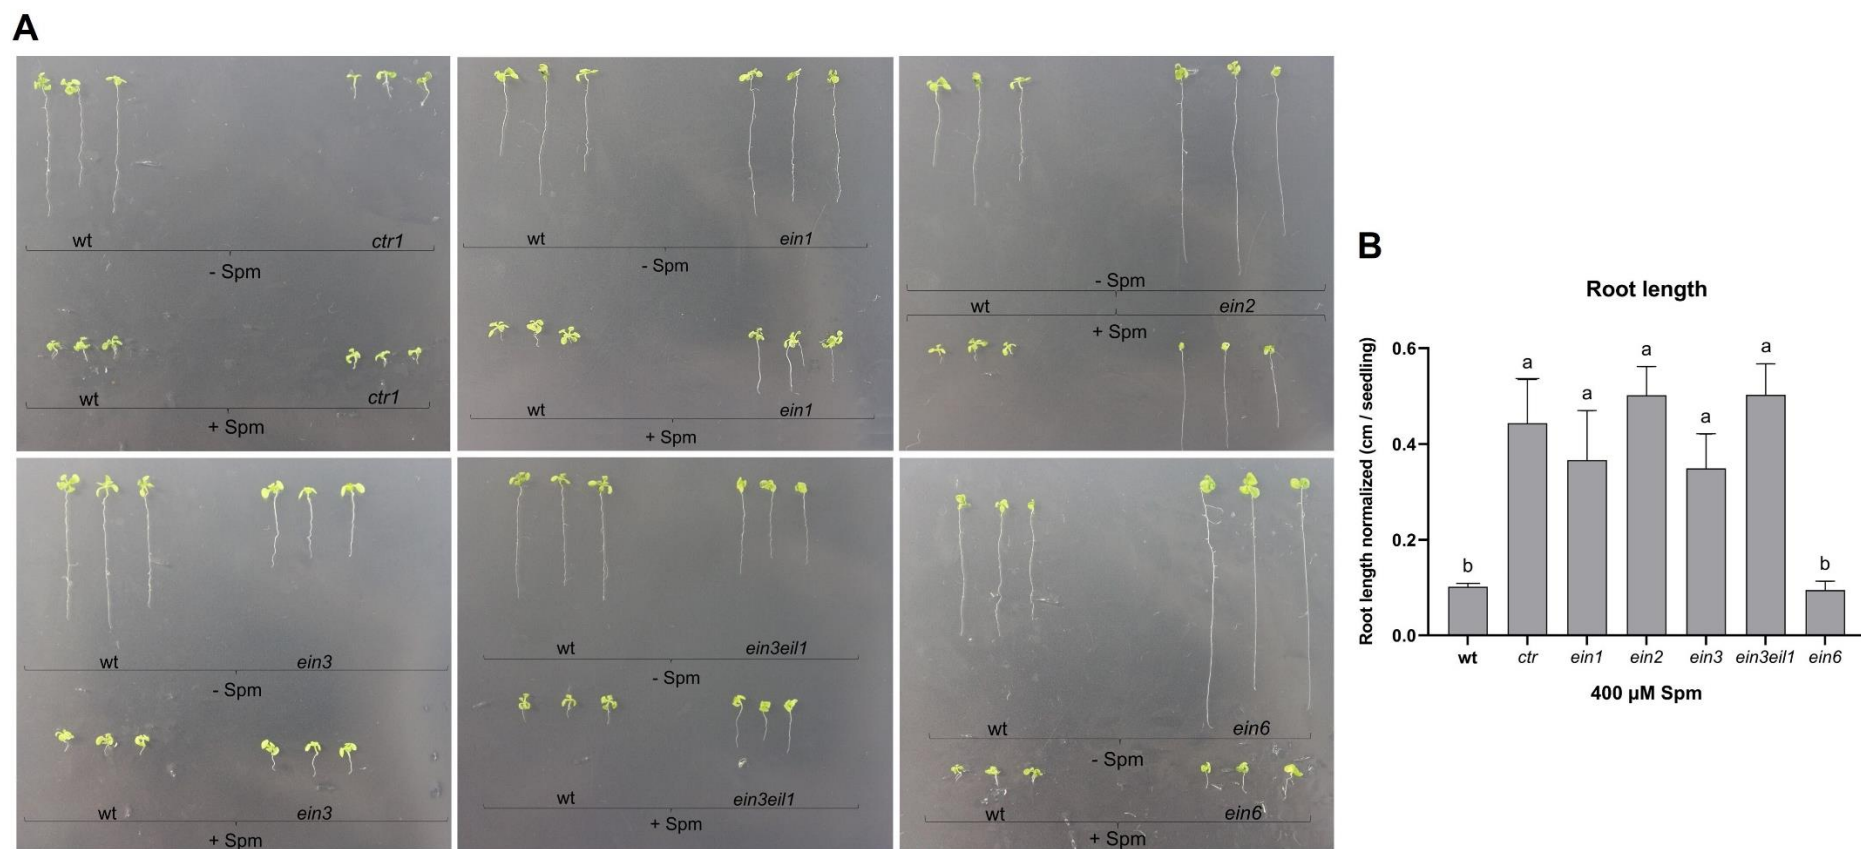 A
wt
ctr1
- Spm
wt
ctr1
+ Spm
wt
ein1
- Spm
wt
ein1
+ Spm
- Spm
wt
ein2
+ Spm
wt
ein3
- Spm
wt
ein3
+ Spm
wt
ein3eil1
- Spm
wt
ein3eil1
+ Spm
wt
ein6
- Spm
wt
ein6
+ Spm
B
Root length
Root length normalized (cm / seedling)
0.6
0.4
0.2
0.0
b
a
a
a
a
a
b
wt
ctr
ein1
ein2
ein3
ein3eil1
ein6
400 µM Spm